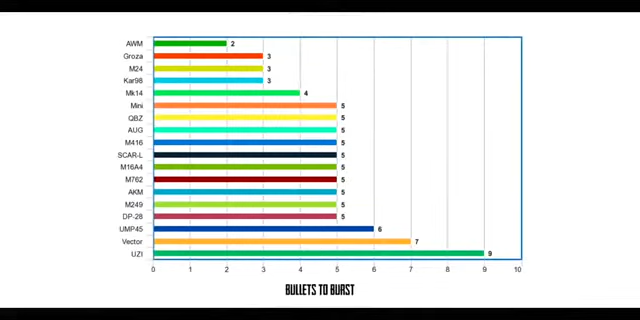 AWM 2
Groza 3
M24 3
Kar98 3
Mk14 4
Mini 5
QBZ 5
AUG 5
M416 5
SCAR-L 5
M16A4 5
M762 5
AKM 5
M249 5
DP-28 5
UMP45 6
Vector 7
UZI 9
0 1 2 3 4 5 6 7 8 9 10
BULLETS TO BURST